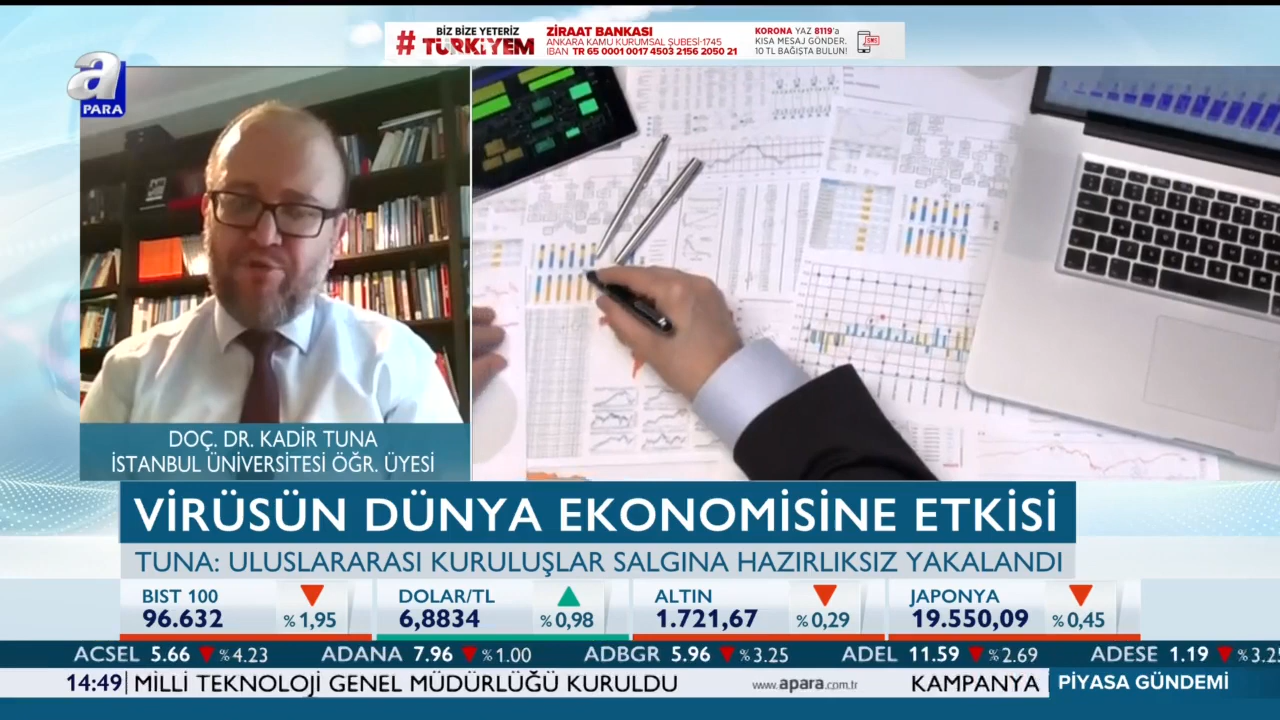 BİZ BİZE YETERİZ
# TÜRKİYEM
ZİRAAT BANKASI
ANKARA KAMU KURUMSAL ŞUBESİ-1745
IBAN TR 65 0001 0017 4503 2156 2050 21
KORONA YAZ 8119'a
KISA MESAJ GÖNDER,
10 TL BAĞIŞTA BULUN!
SMS
a
PARA
DOÇ. DR. KADİR TUNA
İSTANBUL ÜNİVERSİTESİ ÖĞR. ÜYESİ
VİRÜSÜN DÜNYA EKONOMİSİNE ETKİSİ
TUNA: ULUSLARARASI KURULUŞLAR SALGINA HAZIRLIKSIZ YAKALANDI
BIST 100
96.632 % 1,95
DOLAR/TL
6,8834 % 0,98
ALTIN
1.721,67 % 0,29
JAPONYA
19.550,09 % 0,45
ACSEL 5.66 %4.23 ADANA 7.96 %1.00 ADBGR 5.96 %3.25 ADEL 11.59 %2.69 ADESE 1.19 %3.2
14:49 MİLLİ TEKNOLOJİ GENEL MÜDÜRLÜĞÜ KURULDU www.apara.com.tr KAMPANYA PİYASA GÜNDEMİ